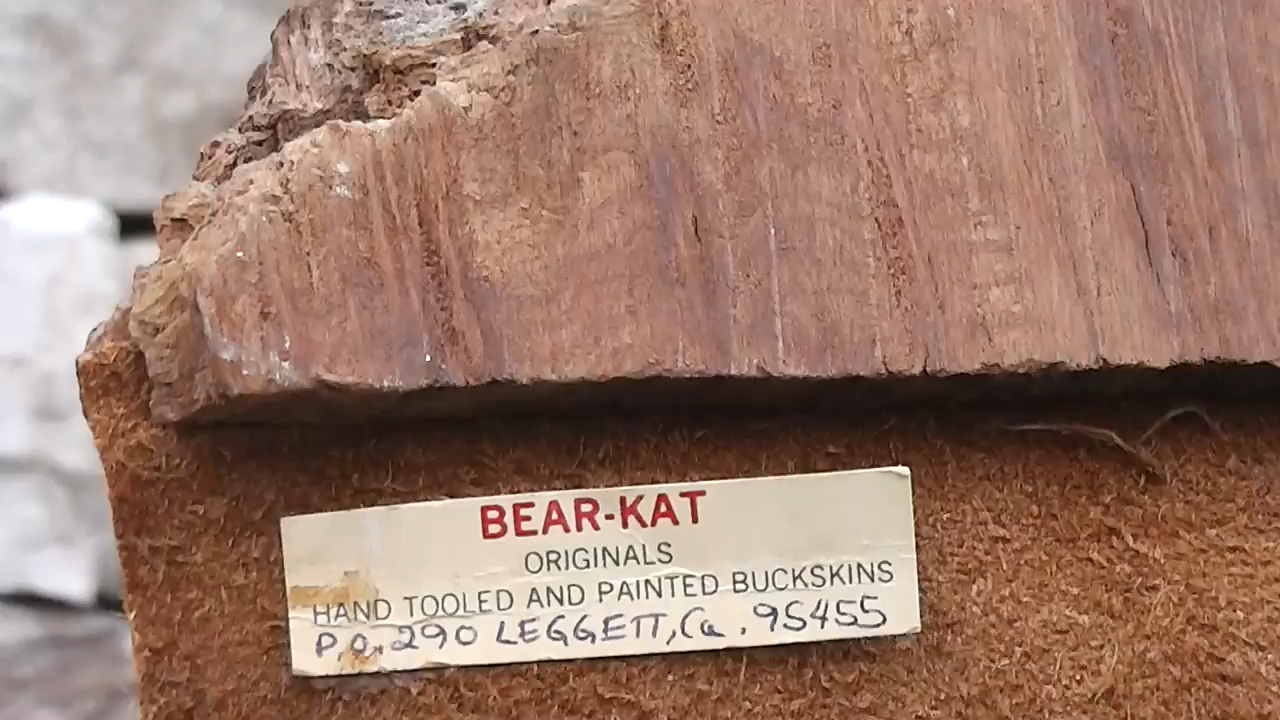 BEAR-KAT
ORIGINALS
HAND TOOLED AND PAINTED BUCKSKINS
P.O. 290 LEGGETT, Ca. 95455